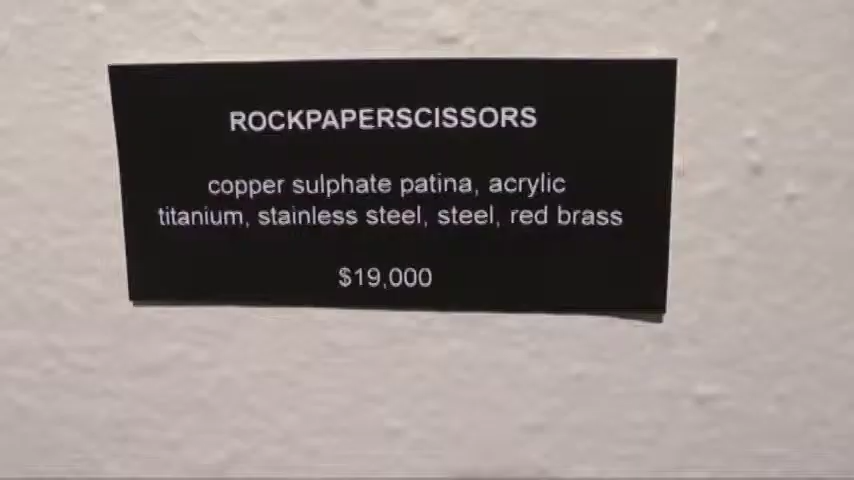 ROCKPAPERSCISSORS
copper sulphate patina, acrylic
titanium, stainless steel, steel, red brass
$19,000